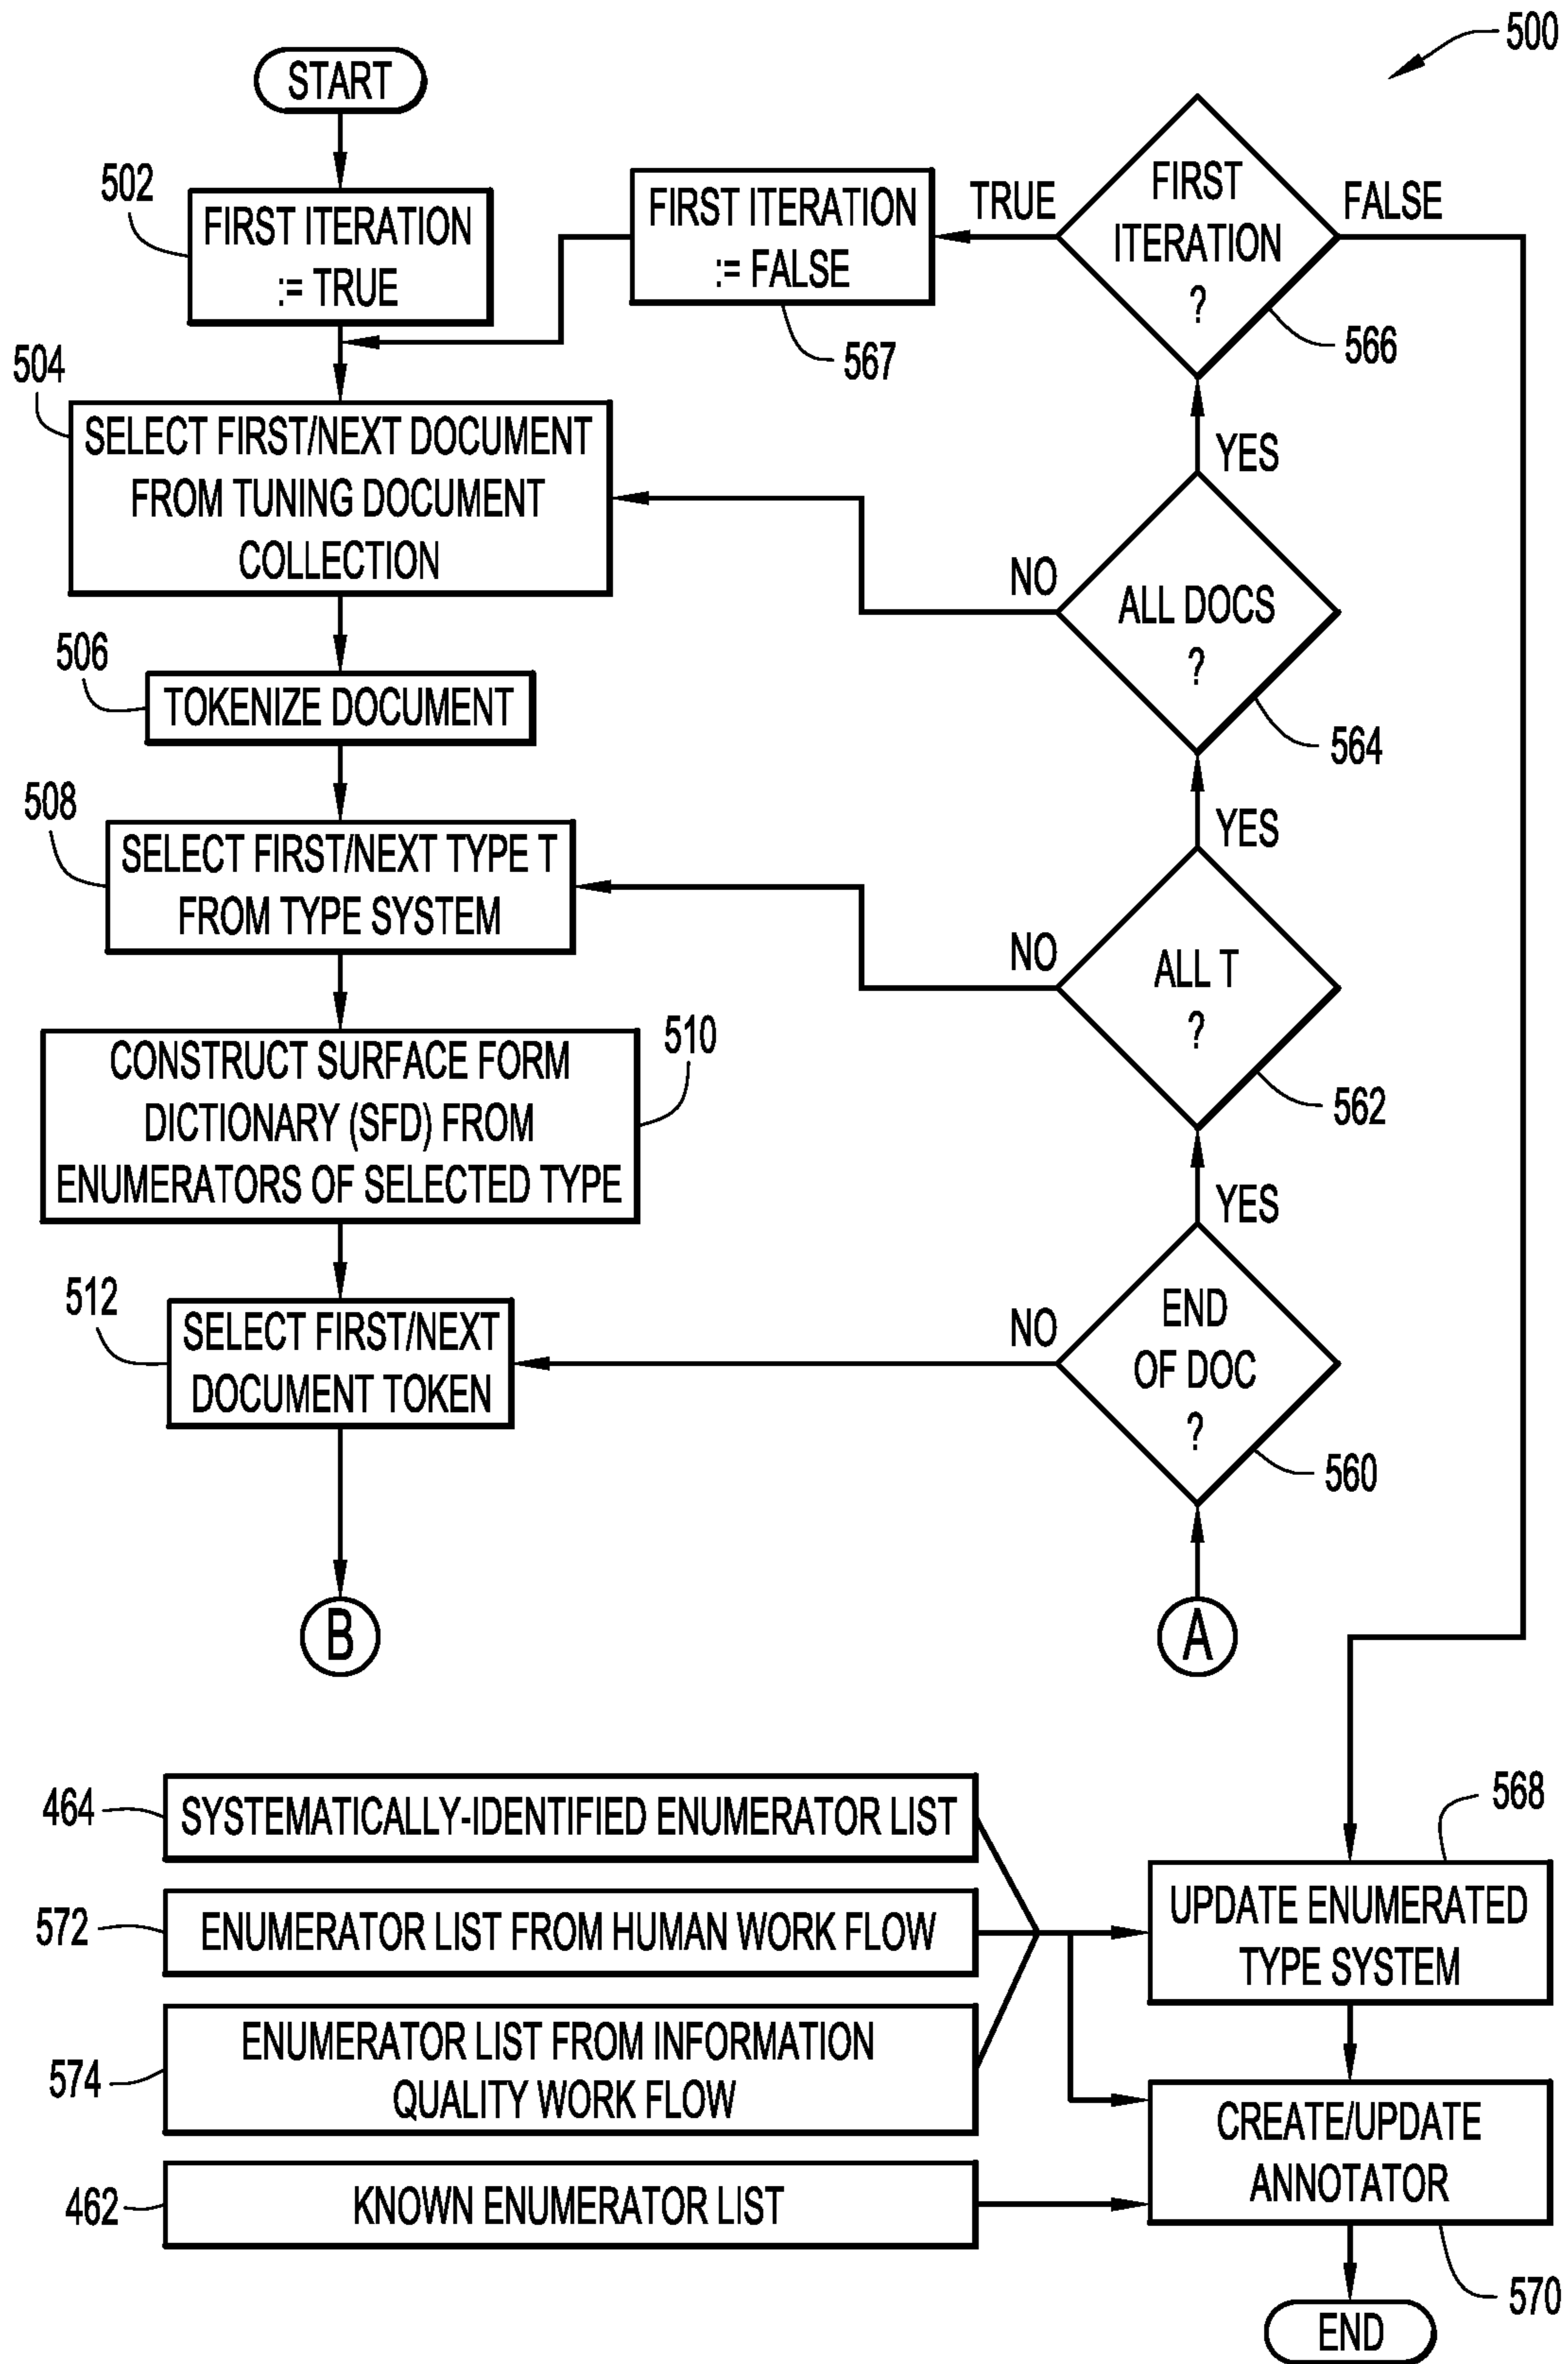 500
START
502
FIRST ITERATION
:= TRUE
FIRST ITERATION
:= FALSE
567
TRUE
FIRST
ITERATION
?
FALSE
566
504
SELECT FIRST/NEXT DOCUMENT
FROM TUNING DOCUMENT
COLLECTION
YES
NO
ALL DOCS
?
564
506
TOKENIZE DOCUMENT
508
SELECT FIRST/NEXT TYPE T
FROM TYPE SYSTEM
YES
NO
ALL T
?
562
510
CONSTRUCT SURFACE FORM
DICTIONARY (SFD) FROM
ENUMERATORS OF SELECTED TYPE
YES
512
SELECT FIRST/NEXT
DOCUMENT TOKEN
NO
END
OF DOC
?
560
B
A
464
SYSTEMATICALLY-IDENTIFIED ENUMERATOR LIST
572
ENUMERATOR LIST FROM HUMAN WORK FLOW
574
ENUMERATOR LIST FROM INFORMATION
QUALITY WORK FLOW
462
KNOWN ENUMERATOR LIST
568
UPDATE ENUMERATED
TYPE SYSTEM
CREATE/UPDATE
ANNOTATOR
570
END